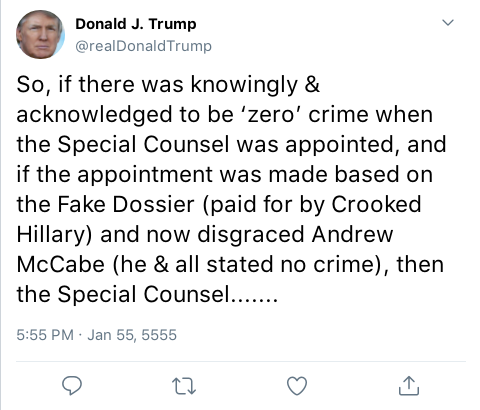 Donald J. Trump
@realDonaldTrump
So, if there was knowingly &
acknowledged to be ‘zero’ crime when
the Special Counsel was appointed, and
if the appointment was made based on
the Fake Dossier (paid for by Crooked
Hillary) and now disgraced Andrew
McCabe (he & all stated no crime), then
the Special Counsel.......
5:55 PM · Jan 55, 5555